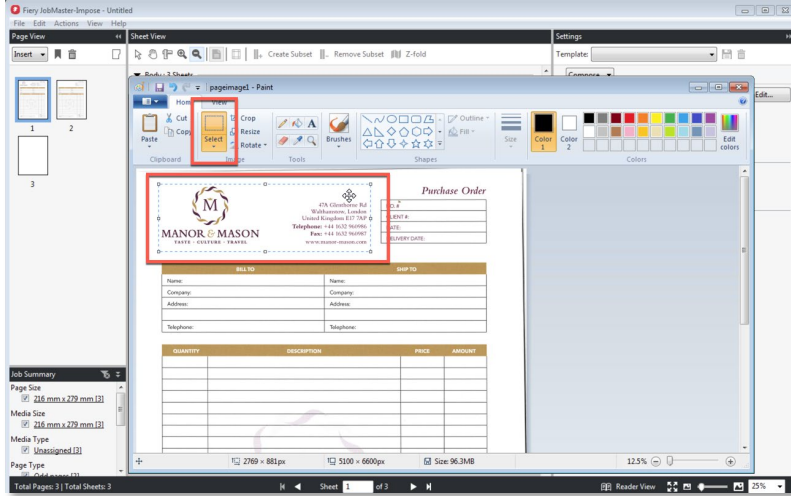 Fiery JobMaster-Impose - Untitled
File Edit Actions View Help
Page View
Sheet View
Settings
Insert
Create Subset
Remove Subset
Z-fold
Template:
Body: 3 Sheets
Compose
Edit...
pageimage1 - Paint
Home View
Paste
Cut
Copy
Clipboard
Select
Crop
Resize
Rotate
Image
Tools
Brushes
Shapes
Outline
Fill
Size
Color 1
Color 2
Edit colors
Colors
1
2
3
M
MANOR & MASON
TASTE · CULTURE · TRAVEL
47A Glenthorne Rd
Walthamstow, London
United Kingdom E17 7AP
Telephone: +44 1632 960986
Fax: +44 1632 960987
www.manor-mason.com
Purchase Order
P.O. #
CLIENT #:
DATE:
DELIVERY DATE:
BILL TO SHIP TO
Name: Name:
Company: Company:
Address: Address:
Telephone: Telephone:
QUANTITY DESCRIPTION PRICE AMOUNT
Job Summary
Page Size
216 mm x 279 mm [3]
Media Size
216 mm x 279 mm [3]
Media Type
Unassigned [3]
Page Type
Odd pages [2]
2769 × 881px
5100 × 6600px
Size: 96.3MB
12.5%
Total Pages: 3 | Total Sheets: 3
Sheet 1 of 3
Reader View
25%